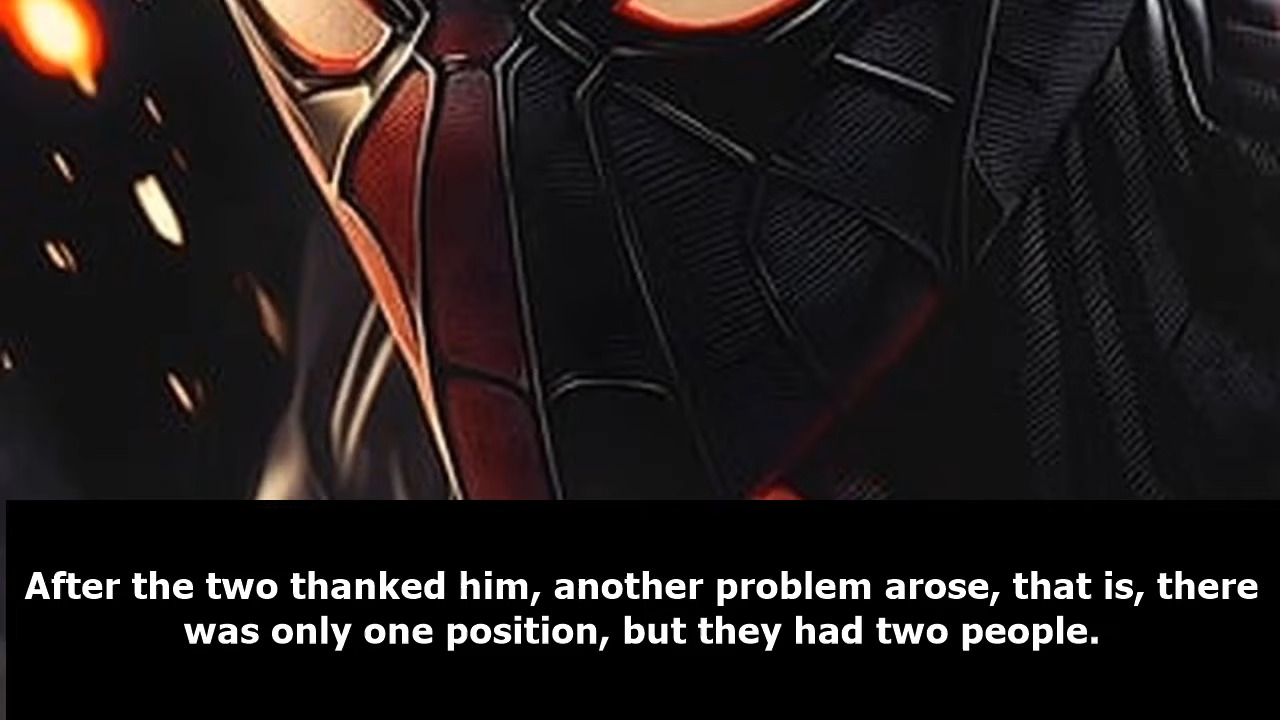 After the two thanked him, another problem arose, that is, there
was only one position, but they had two people.